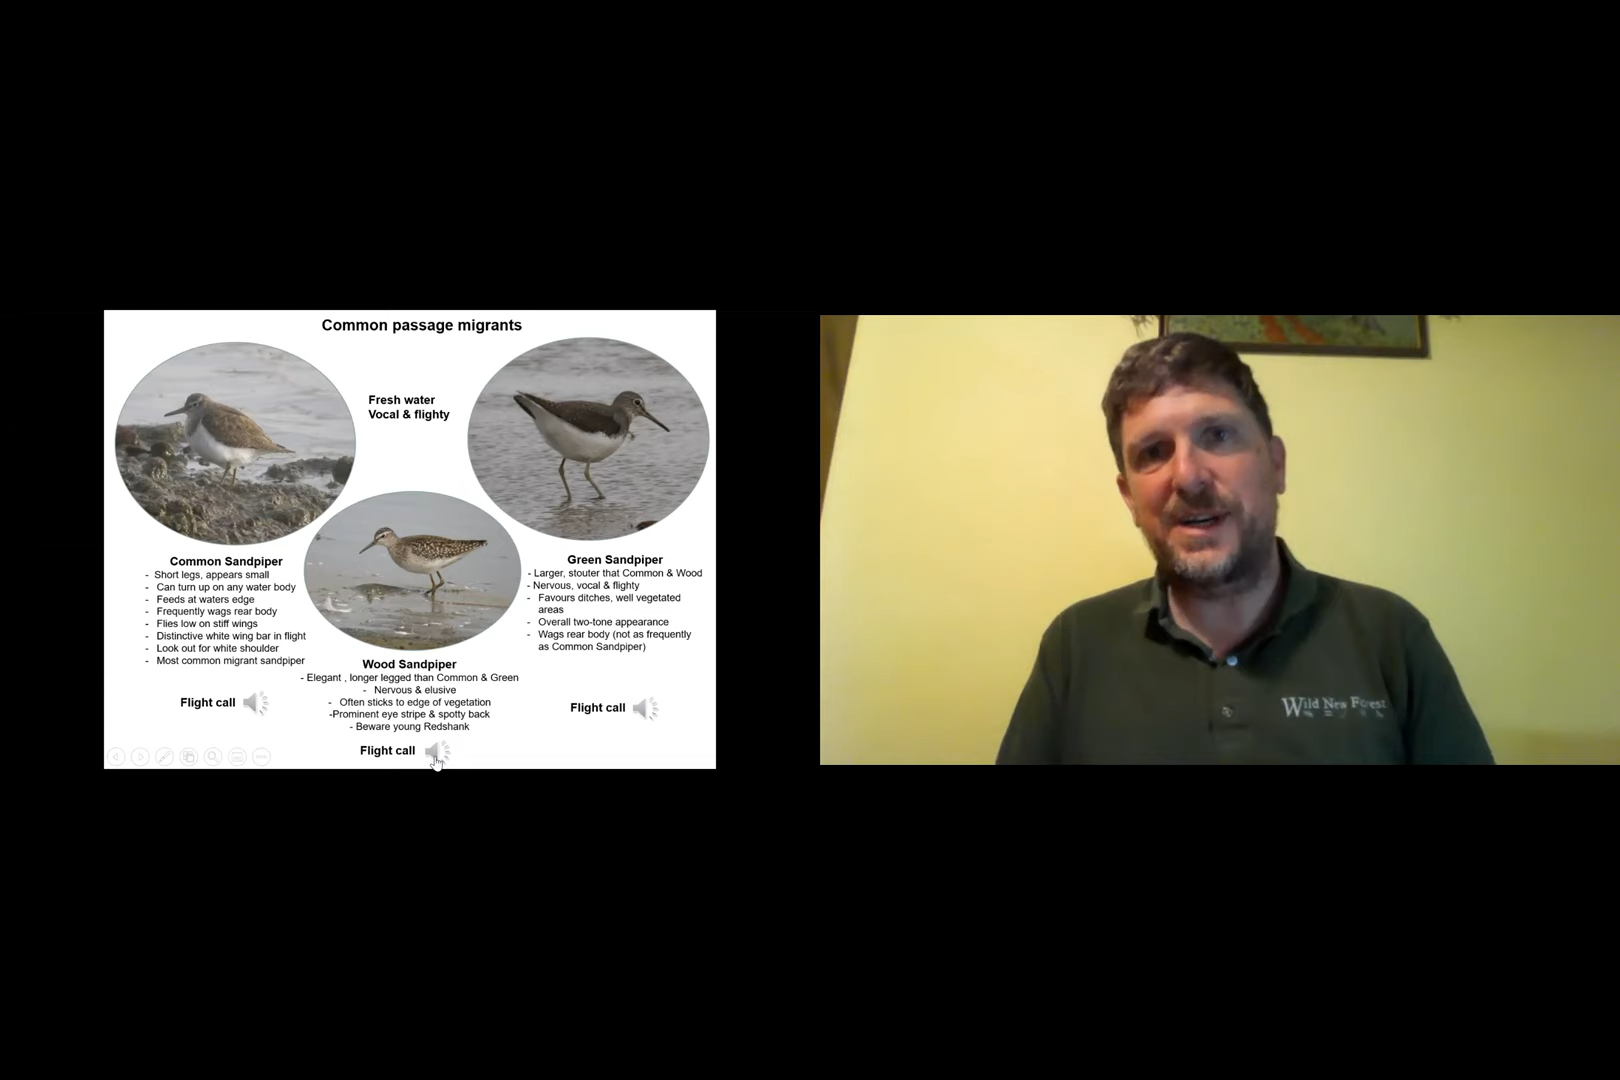 Common passage migrants
Fresh water
Vocal & flighty
Common Sandpiper
- Short legs, appears small
- Can turn up on any water body
- Feeds at waters edge
- Frequently wags rear body
- Flies low on stiff wings
- Distinctive white wing bar in flight
- Look out for white shoulder
- Most common migrant sandpiper
Flight call
Wood Sandpiper
- Elegant , longer legged than Common & Green
- Nervous & elusive
- Often sticks to edge of vegetation
-Prominent eye stripe & spotty back
- Beware young Redshank
Flight call
Green Sandpiper
- Larger, stouter that Common & Wood
- Nervous, vocal & flighty
- Favours ditches, well vegetated
areas
- Overall two-tone appearance
- Wags rear body (not as frequently
as Common Sandpiper)
Flight call
Wild New Forest